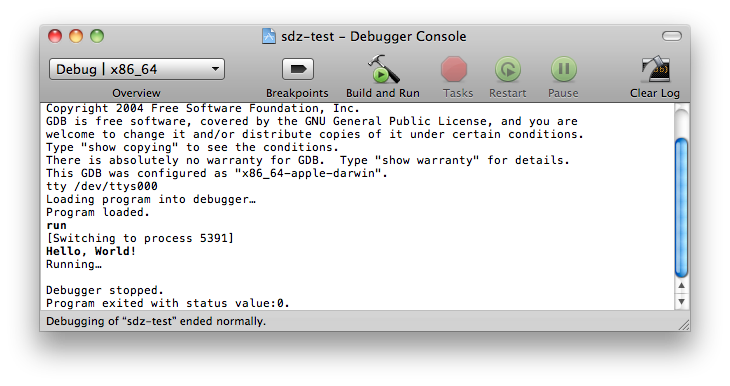 sdz-test – Debugger Console
Debug | x86_64
Overview
Breakpoints
Build and Run
Tasks
Restart
Pause
Clear Log
Copyright 2004 Free Software Foundation, Inc.
GDB is free software, covered by the GNU General Public License, and you are
welcome to change it and/or distribute copies of it under certain conditions.
Type "show copying" to see the conditions.
There is absolutely no warranty for GDB.  Type "show warranty" for details.
This GDB was configured as "x86_64-apple-darwin".
tty /dev/ttys000
Loading program into debugger…
Program loaded.
run
[Switching to process 5391]
Hello, World!
Running…
Debugger stopped.
Program exited with status value:0.
Debugging of “sdz-test” ended normally.